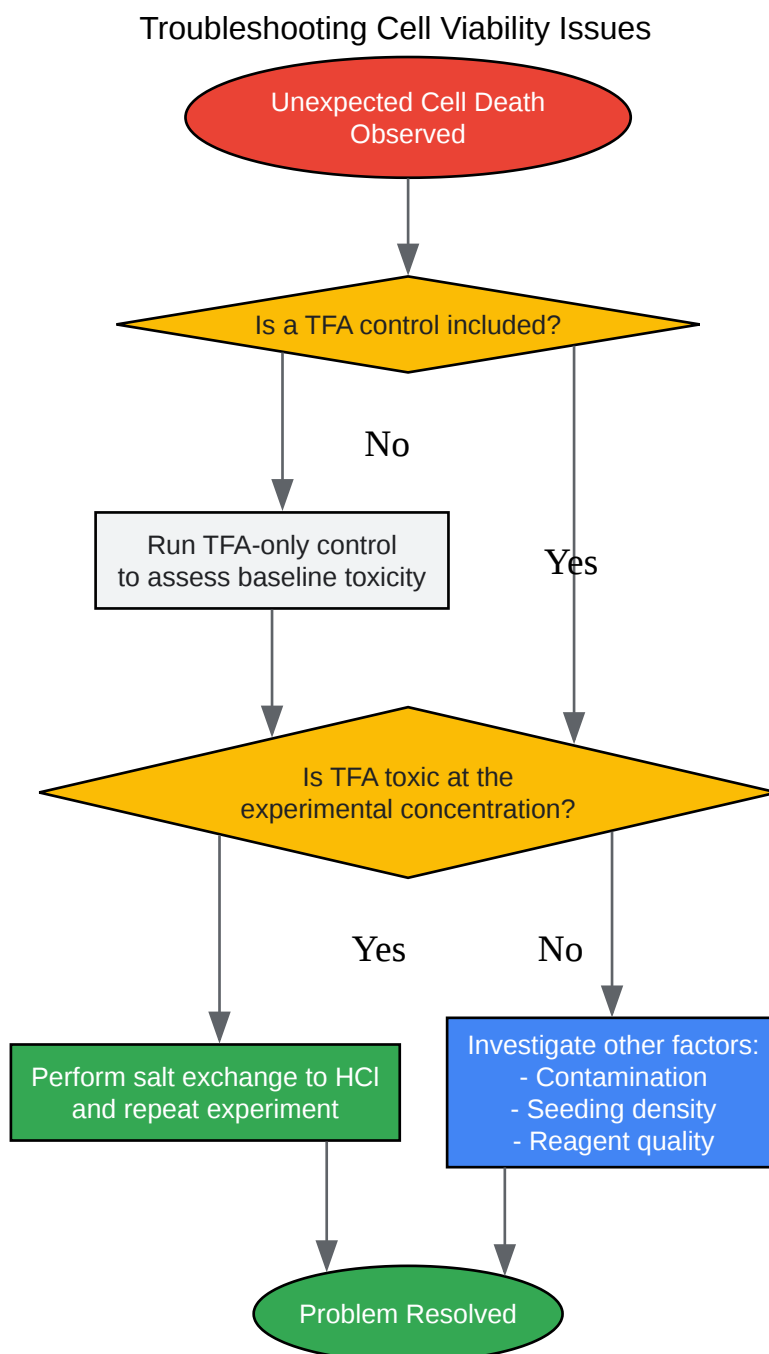 Troubleshooting Cell Viability Issues
Unexpected Cell Death
Observed
Is a TFA control included?
No
Run TFA-only control
to assess baseline toxicity
Yes
Is TFA toxic at the
experimental concentration?
Yes
No
Perform salt exchange to HCl
and repeat experiment
Investigate other factors:
- Contamination
- Seeding density
- Reagent quality
Problem Resolved